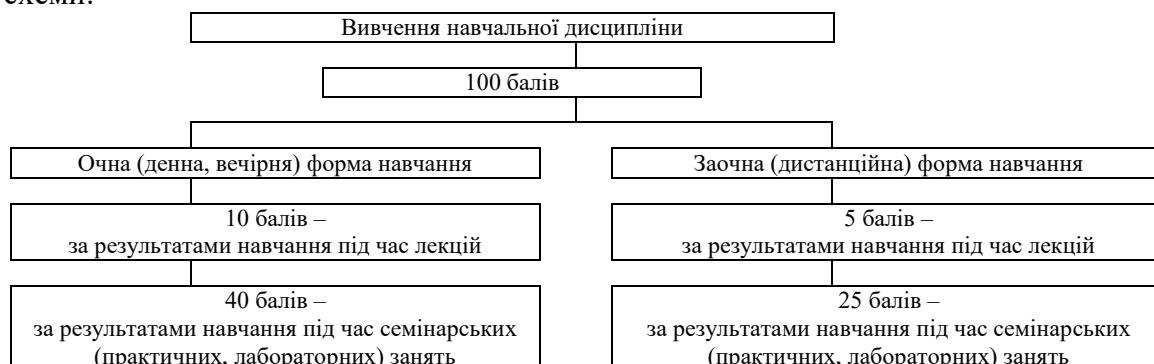 схеми:
Вивчення навчальної дисципліни
100 балів
Очна (денна, вечірня) форма навчання
Заочна (дистанційна) форма навчання
10 балів –
за результатами навчання під час лекцій
5 балів –
за результатами навчання під час лекцій
40 балів –
за результатами навчання під час семінарських
(практичних, лабораторних) занять
25 балів –
за результатами навчання під час семінарських
(практичних, лабораторних) занять